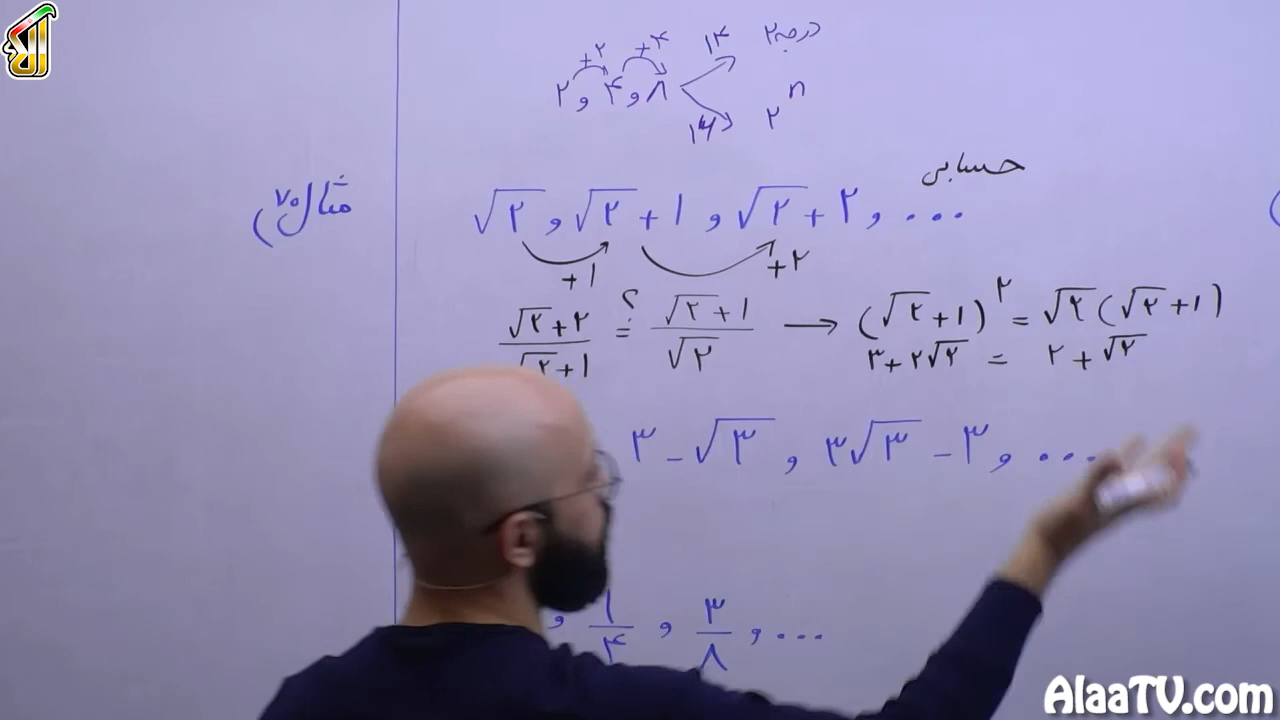 ۲ , ۴ , ۸
+۲ +۴
۱۴ درجه ۲
۱۶ ۲^n
مثال ۷۰)
حسابی
√۲ , √۲ + ۱ , √۲ + ۲ , ...
+۱ +۲
(√۲ + ۲)/(√۲ + ۱) =؟ (√۲ + ۱)/√۲ → (√۲ + ۱)^۲ = √۲ (√۲ + ۱)
۳ + ۲√۲ = ۲ + √۲
۳ - √۳ , ۳√۳ - ۳ , ...
, ۱/۴ , ۳/۸ , ...
AlaaTV.com